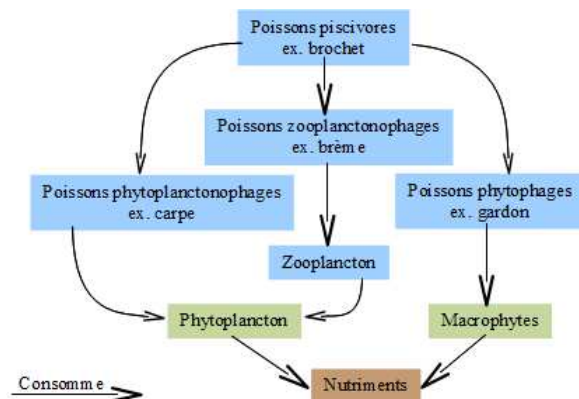 Poissons piscivores
ex. brochet
Poissons zooplanctonophages
ex. brème
Poissons phytoplanctonophages
ex. carpe
Poissons phytophages
ex. gardon
Zooplancton
Phytoplancton
Macrophytes
Consomme
Nutriments